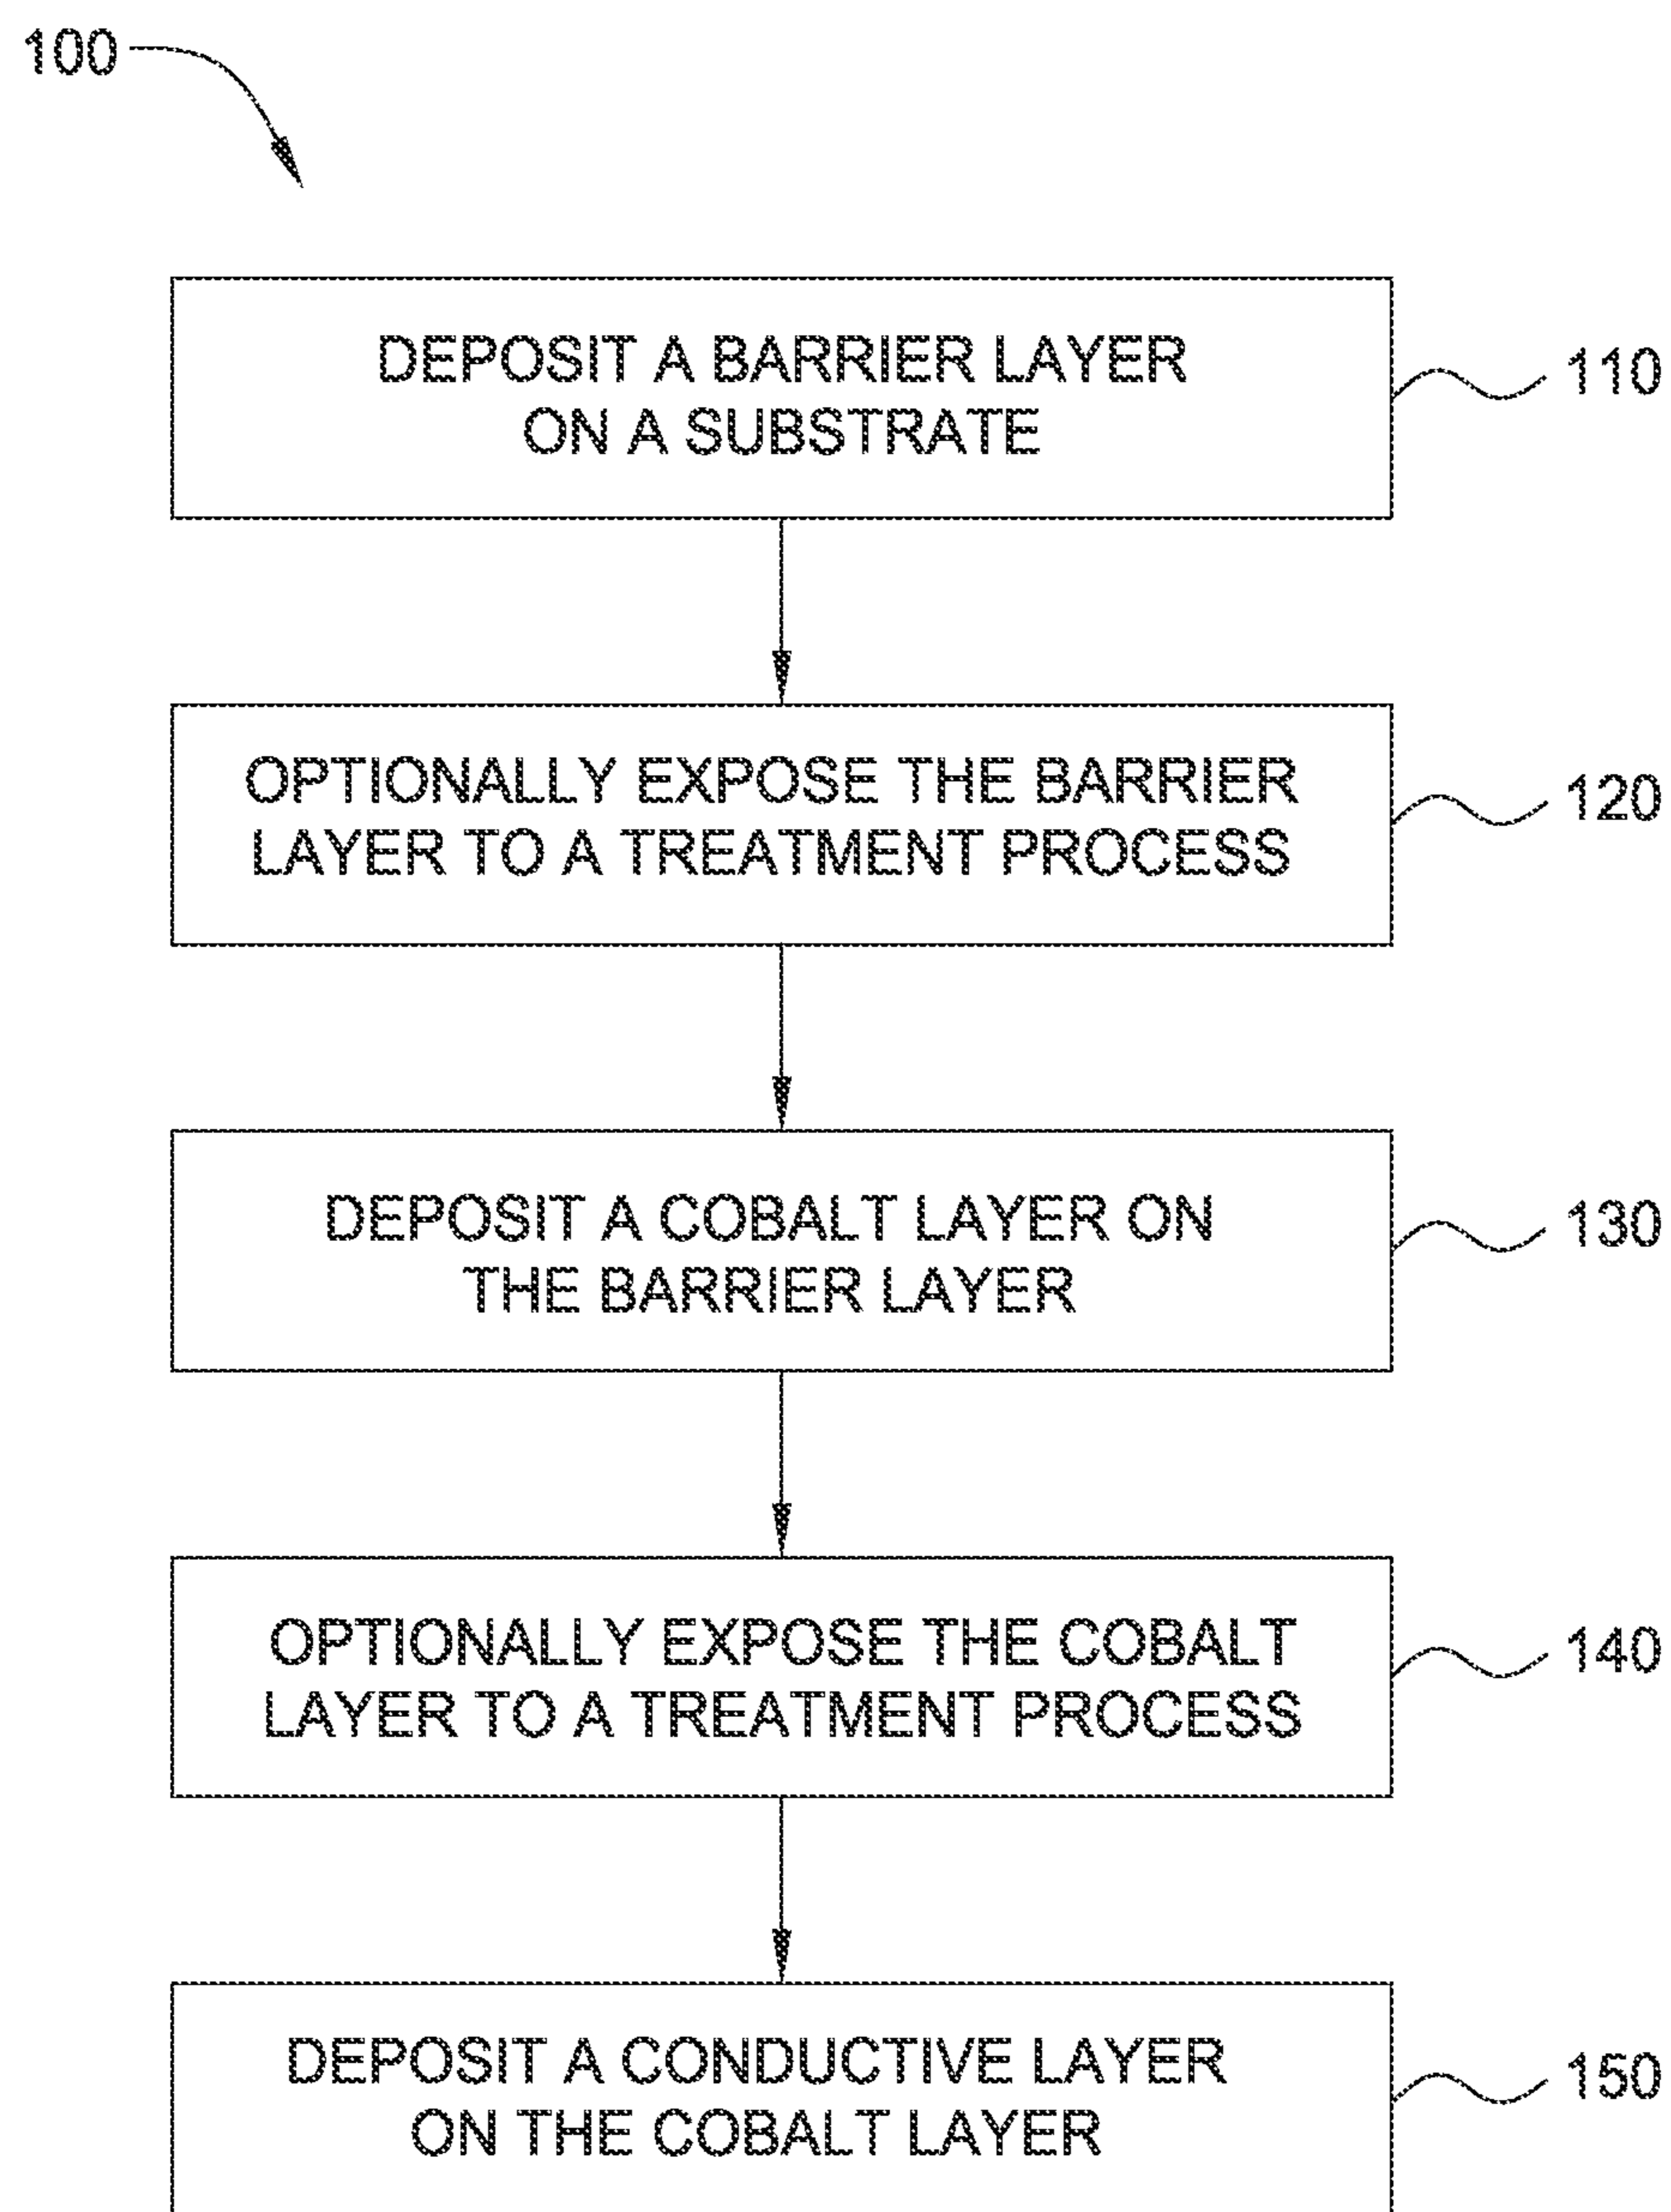 100
DEPOSIT A BARRIER LAYER
ON A SUBSTRATE
110
OPTIONALLY EXPOSE THE BARRIER
LAYER TO A TREATMENT PROCESS
120
DEPOSIT A COBALT LAYER ON
THE BARRIER LAYER
130
OPTIONALLY EXPOSE THE COBALT
LAYER TO A TREATMENT PROCESS
140
DEPOSIT A CONDUCTIVE LAYER
ON THE COBALT LAYER
150